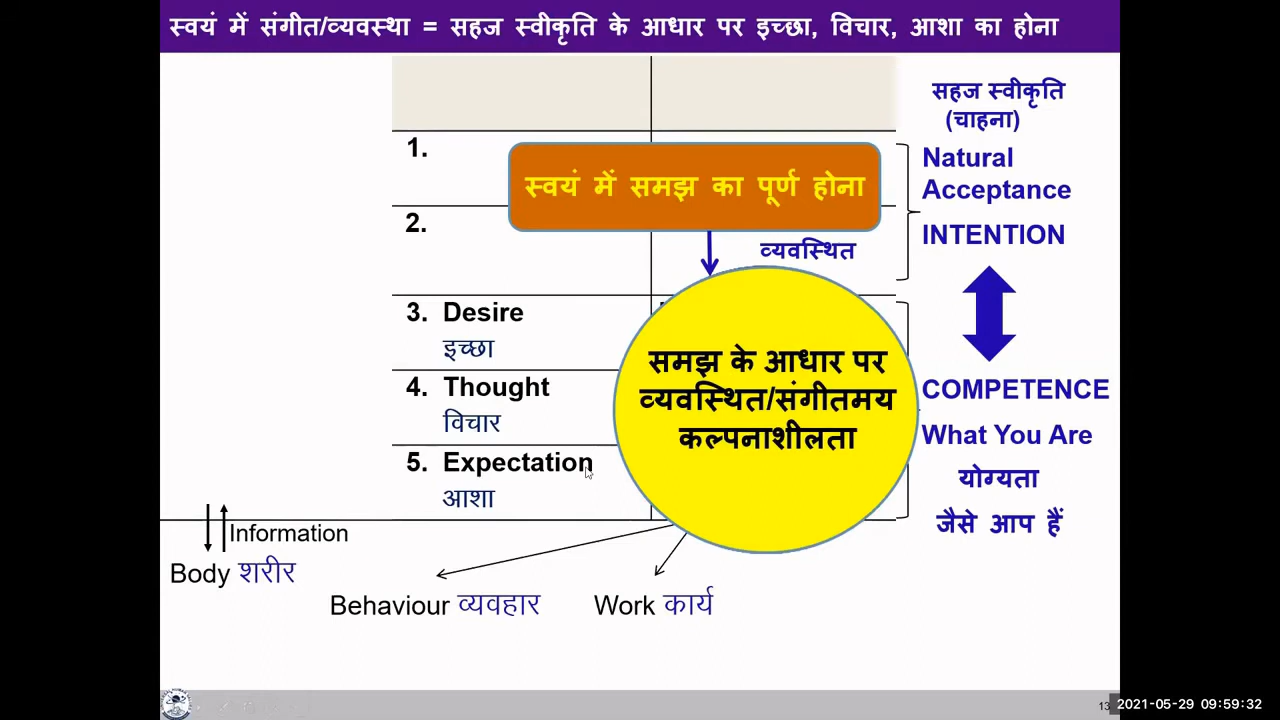 स्वयं में संगीत/व्यवस्था = सहज स्वीकृति के आधार पर इच्छा, विचार, आशा का होना
सहज स्वीकृति
(चाहना)
1.
Natural
Acceptance
स्वयं में समझ का पूर्ण होना
2.
INTENTION
व्यवस्थित
3. Desire
इच्छा
समझ के आधार पर
व्यवस्थित/संगीतमय
कल्पनाशीलता
4. Thought
विचार
COMPETENCE
What You Are
5. Expectation
आशा
योग्यता
जैसे आप हैं
Information
Body शरीर
Behaviour व्यवहार
Work कार्य
13
2021-05-29 09:59:32